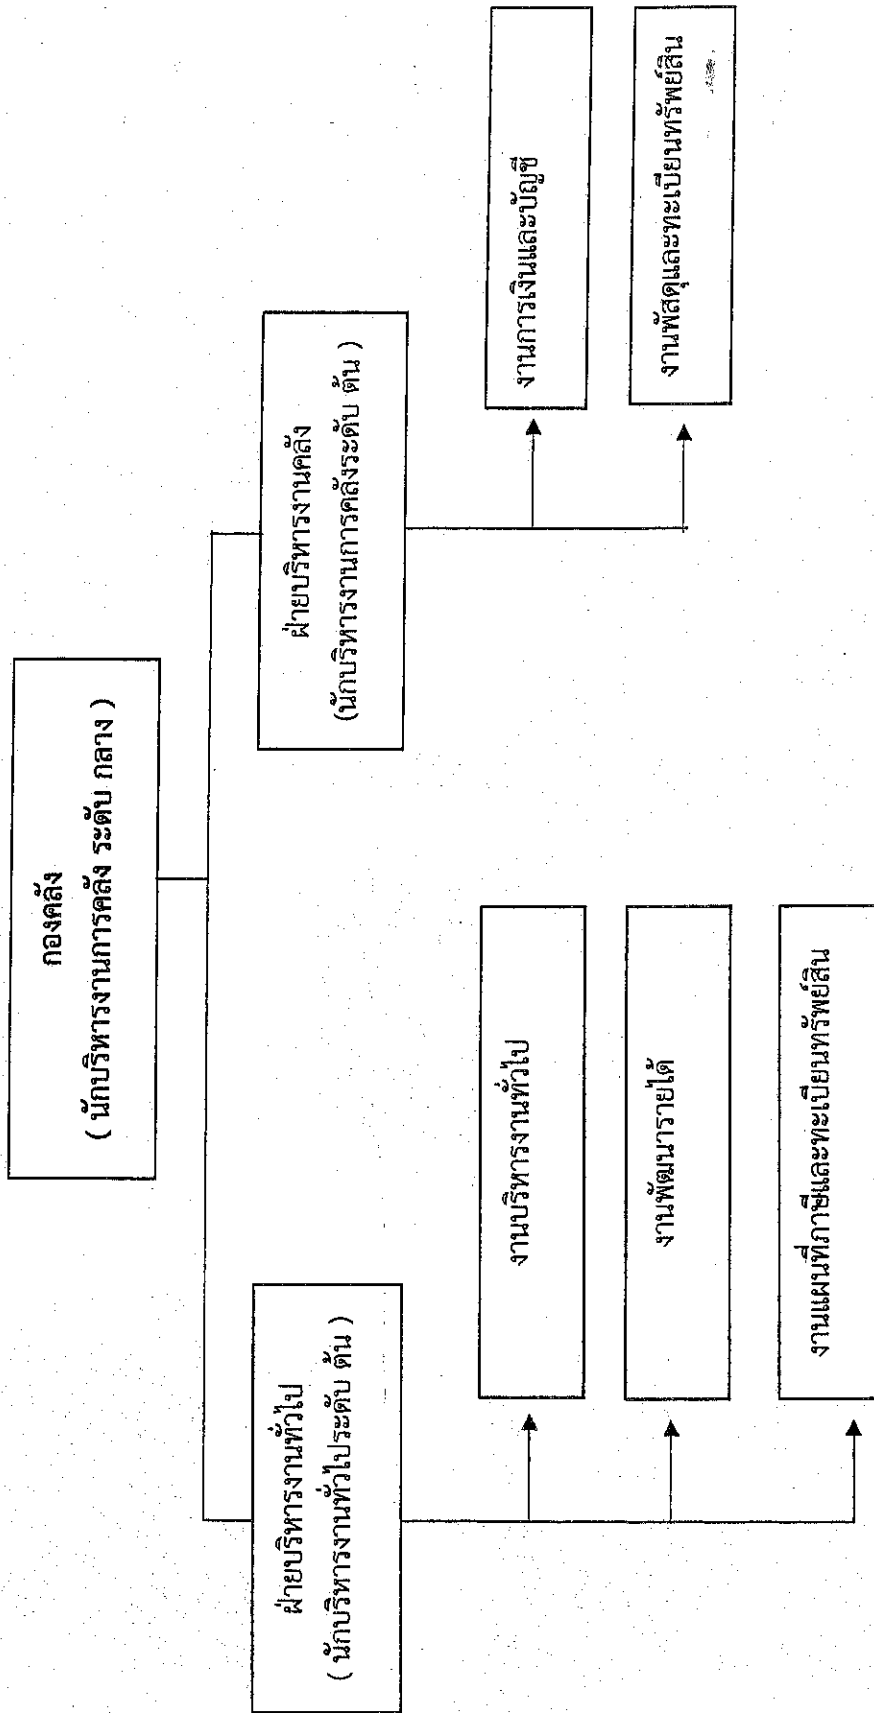 กองคลัง
( นักบริหารงานการคลัง ระดับ กลาง )
ฝ่ายบริหารงานทั่วไป
( นักบริหารงานทั่วไประดับ ต้น )
ฝ่ายบริหารงานคลัง
(นักบริหารงานการคลังระดับ ต้น )
งานบริหารงานทั่วไป
งานพัฒนารายได้
งานแผนที่ภาษีและทะเบียนทรัพย์สิน
งานการเงินและบัญชี
งานพัสดุและทะเบียนทรัพย์สิน